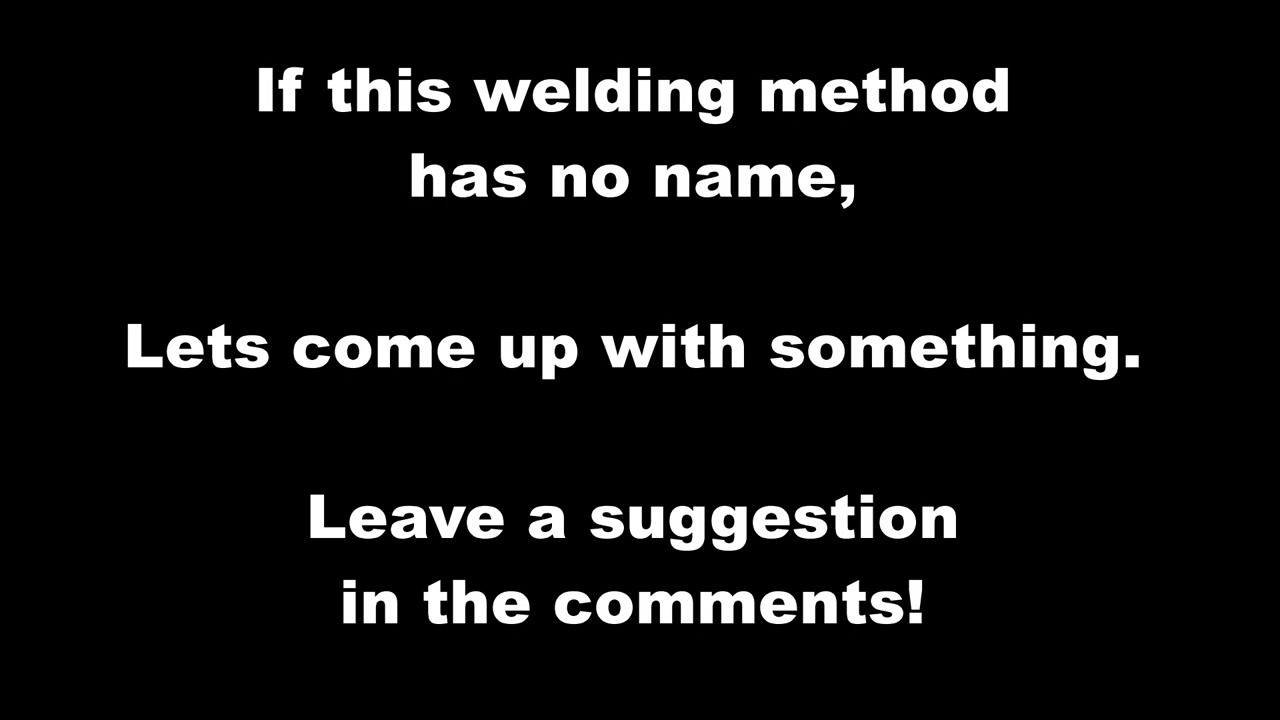 If this welding method
has no name,
Lets come up with something.
Leave a suggestion
in the comments!